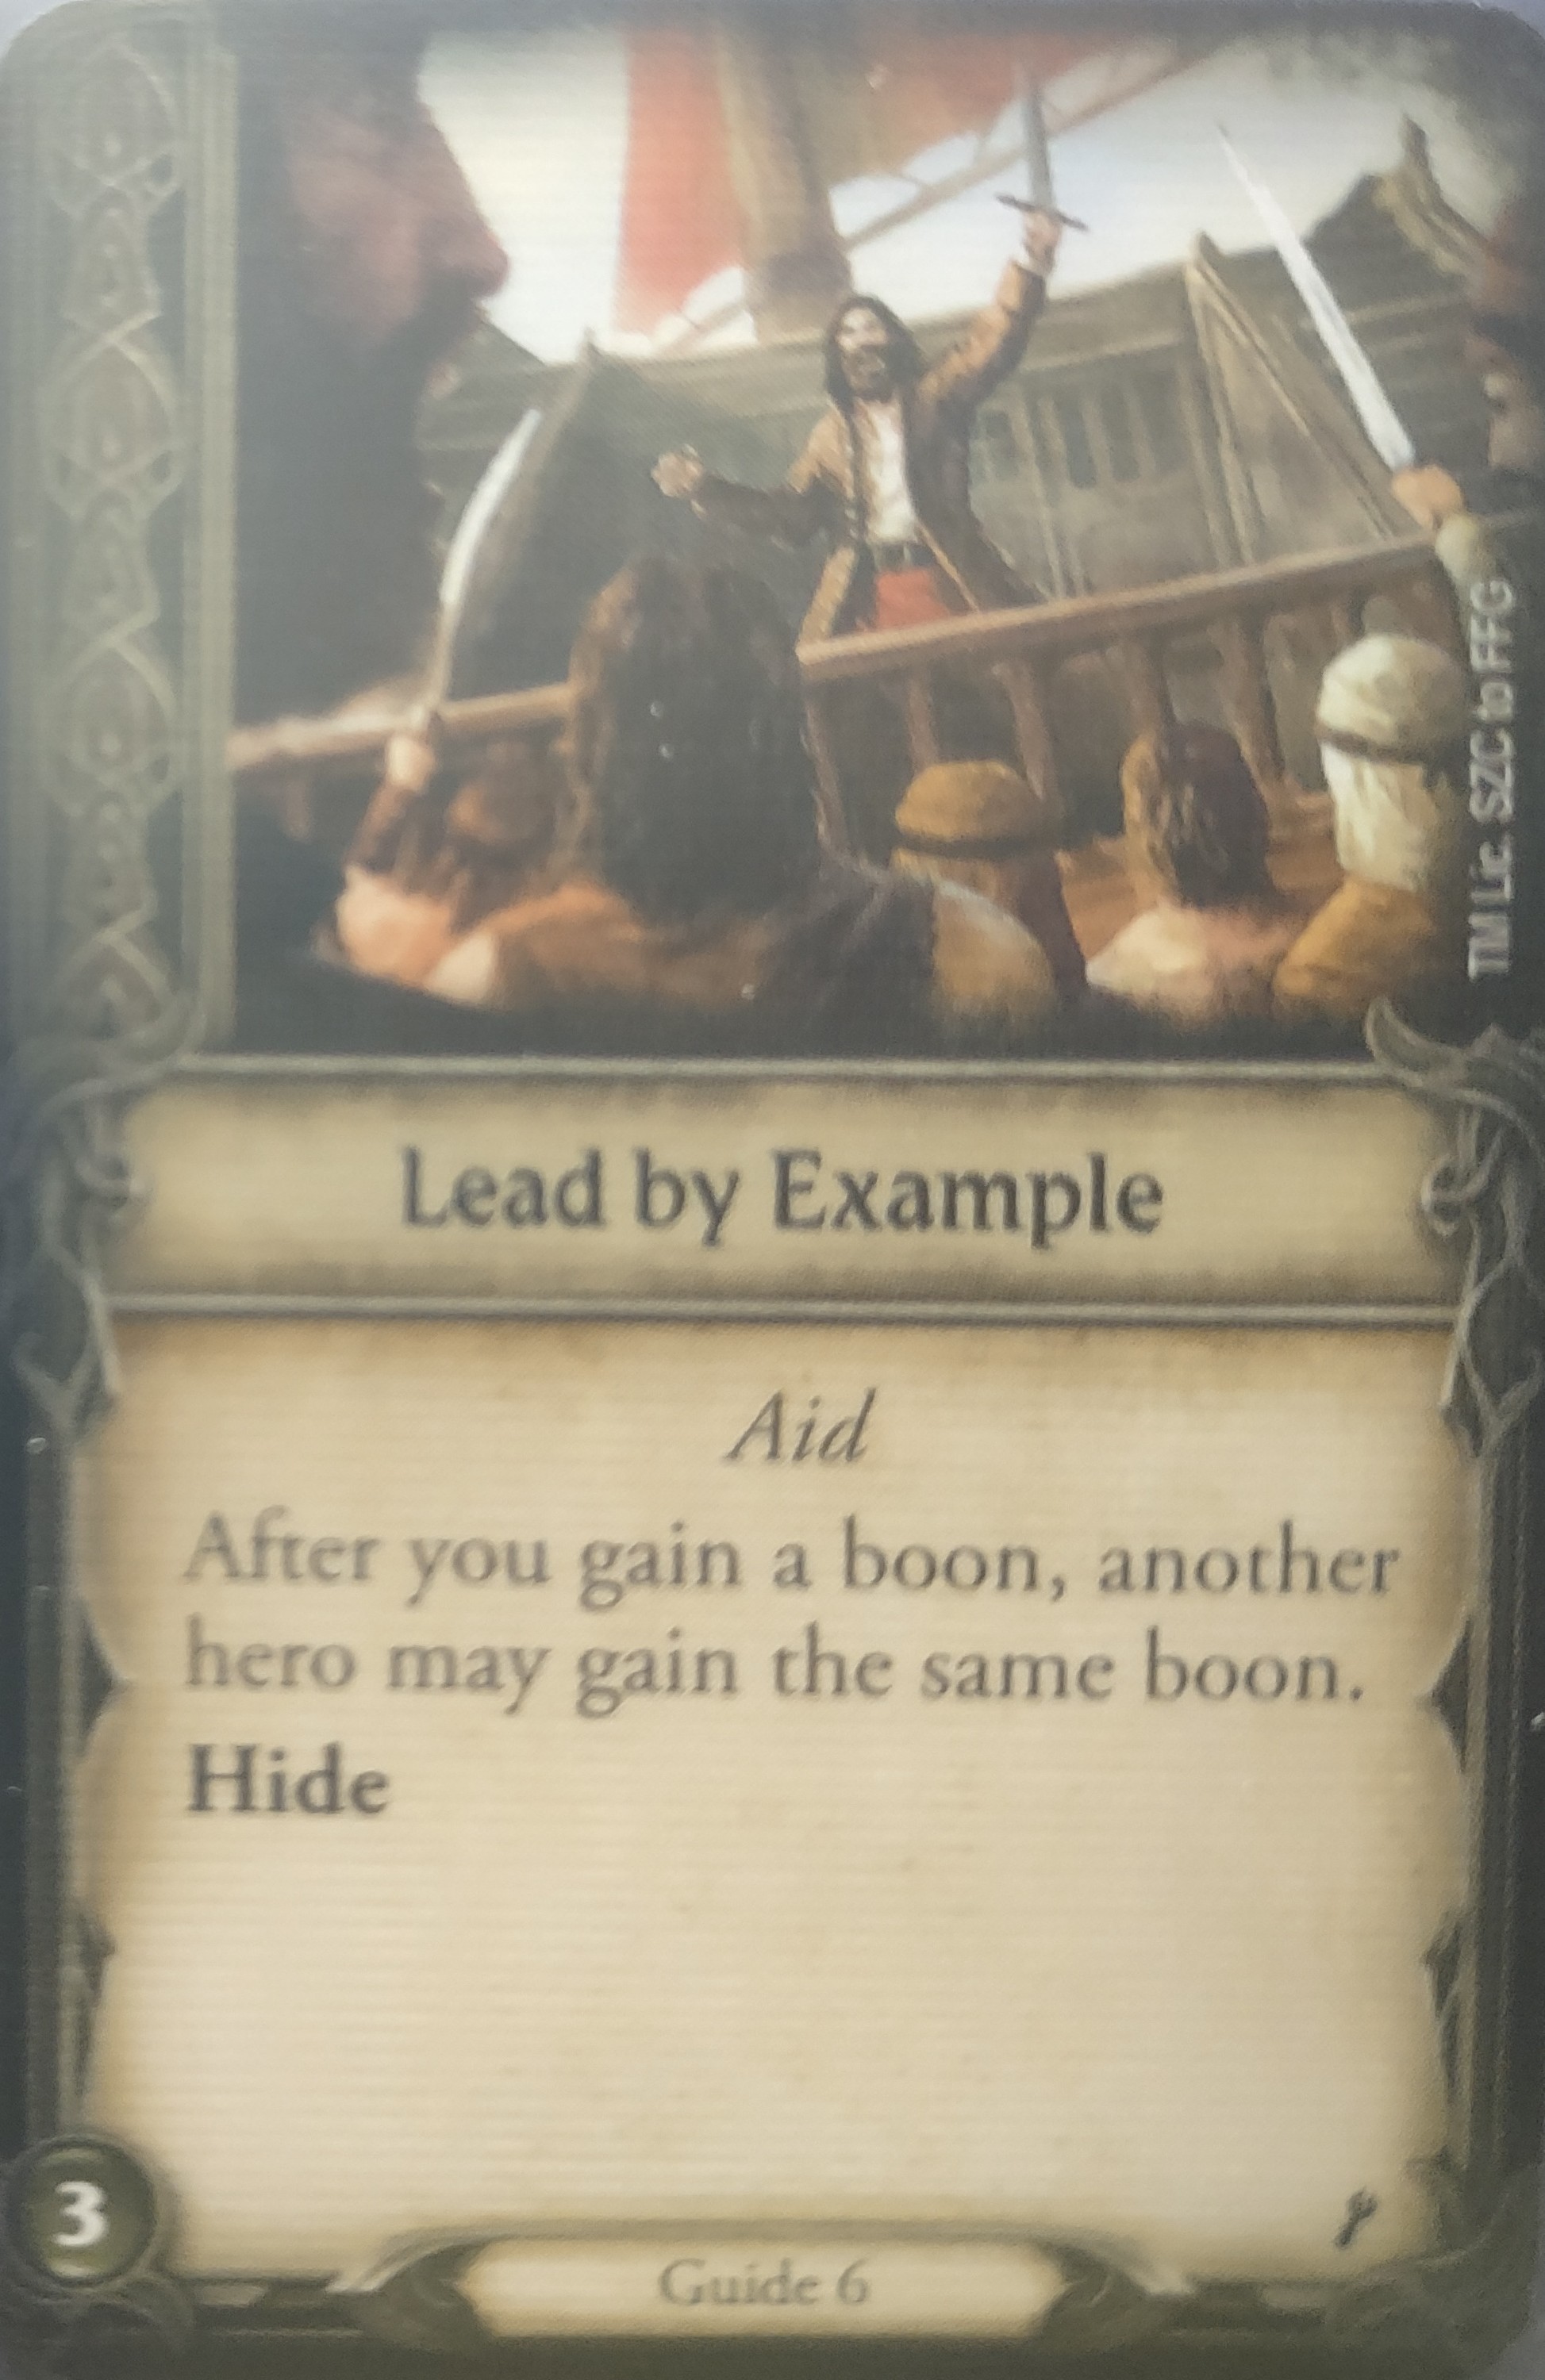 TM Lic. SZC to FFG
Lead by Example
Aid
After you gain a boon, another
hero may gain the same boon.
Hide
3
Guide 6